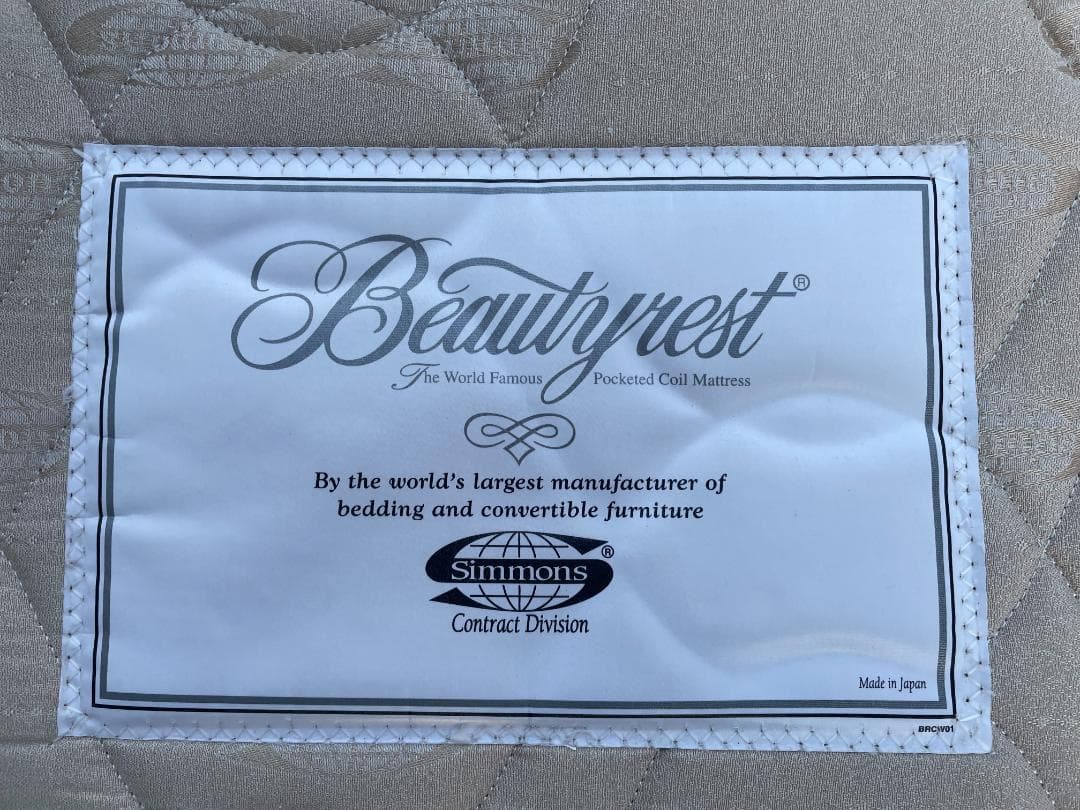 Beautyrest®
The World Famous Pocketed Coil Mattress
By the world's largest manufacturer of
bedding and convertible furniture
Simmons®
Contract Division
Made in Japan
BRCW01